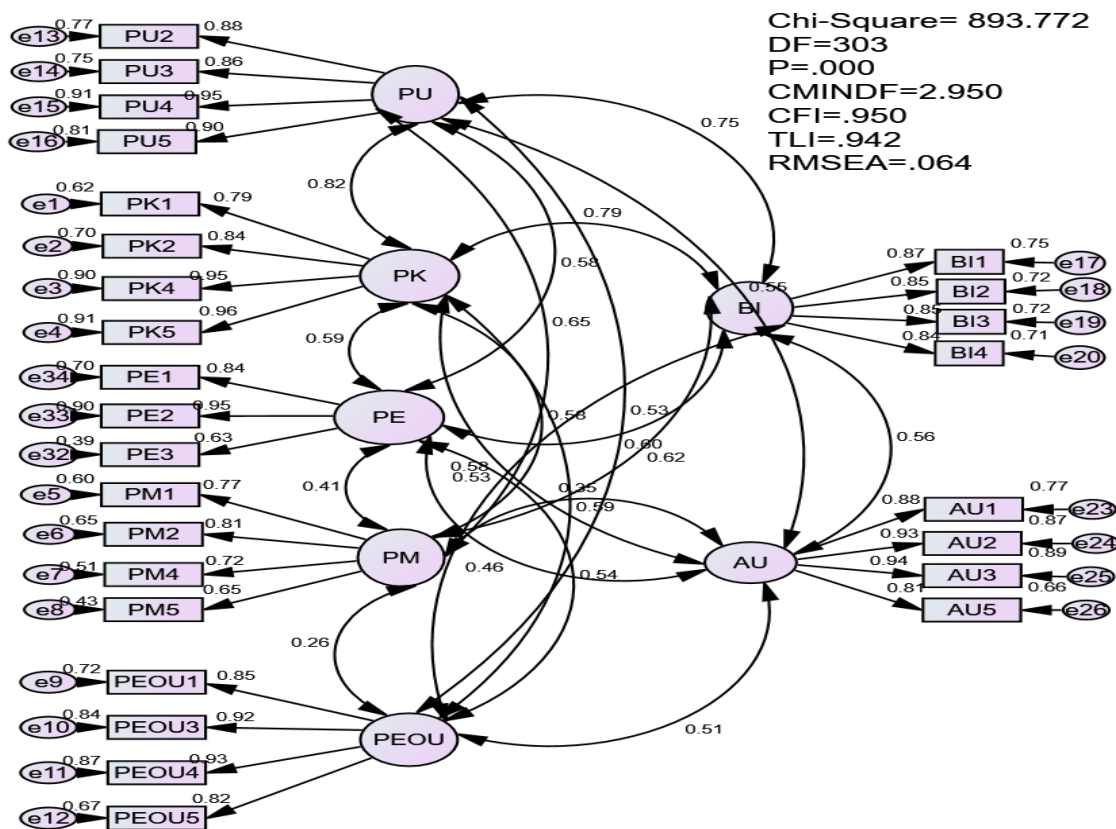 Chi-Square= 893.772
DF=303
P=.000
CMINDF=2.950
CFI=.950
TLI=.942
RMSEA=.064
e13 0.77 PU2 0.88
e14 0.75 PU3 0.86
e15 0.91 PU4 0.95
e16 0.81 PU5 0.90
PU
0.75
0.82
e1 0.62 PK1 0.79
e2 0.70 PK2 0.84
e3 0.90 PK4 0.95
e4 0.91 PK5 0.96
PK
0.79
0.58
0.55
BI
0.87 BI1 0.75 e17
0.85 BI2 0.72 e18
0.85 BI3 0.72 e19
0.84 BI4 0.71 e20
0.59
0.65
e34 0.70 PE1 0.84
e33 0.90 PE2 0.95
e32 0.39 PE3 0.63
PE
0.58
0.53
0.60
0.62
0.56
0.41
0.58
0.53
0.35
0.59
e5 0.60 PM1 0.77
e6 0.65 PM2 0.81
e7 0.51 PM4 0.72
e8 0.43 PM5 0.65
PM
0.46
0.54
AU
0.88 AU1 0.77 e23
0.93 AU2 0.87 e24
0.94 AU3 0.89 e25
0.81 AU5 0.66 e26
0.26
e9 0.72 PEOU1 0.85
e10 0.84 PEOU3 0.92
e11 0.87 PEOU4 0.93
e12 0.67 PEOU5 0.82
PEOU
0.51